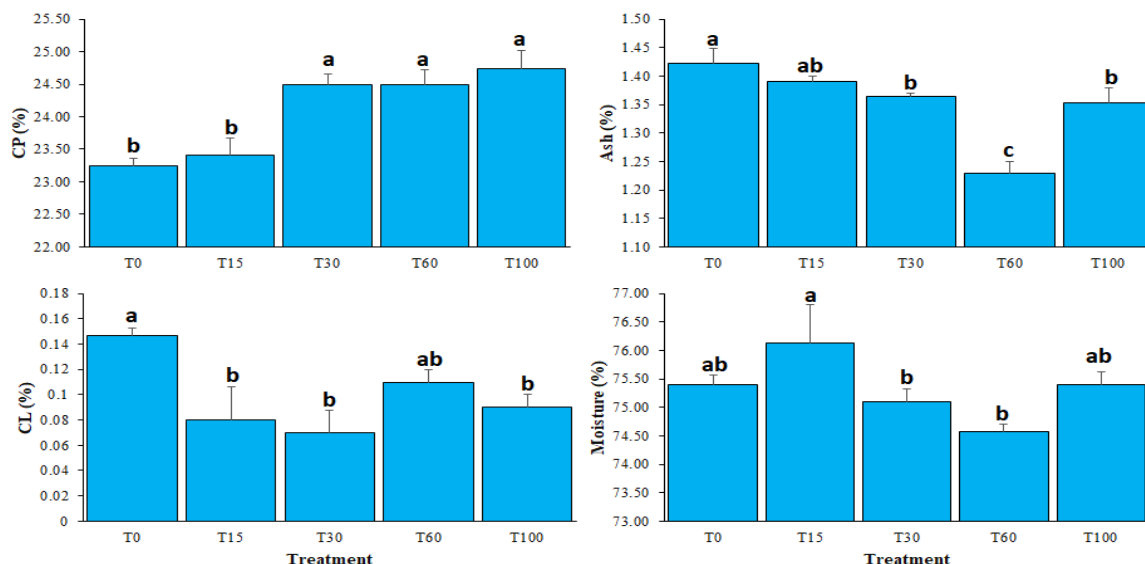 CP (%)
25.50
25.00
24.50
24.00
23.50
23.00
22.50
22.00
b
b
a
a
a
T0 T15 T30 T60 T100
Ash (%)
1.50
1.45
1.40
1.35
1.30
1.25
1.20
1.15
1.10
a
ab
b
c
b
T0 T15 T30 T60 T100
CL (%)
0.18
0.16
0.14
0.12
0.1
0.08
0.06
0.04
0.02
0
a
b
b
ab
b
T0 T15 T30 T60 T100
Treatment
Moisture (%)
77.00
76.50
76.00
75.50
75.00
74.50
74.00
73.50
73.00
ab
a
b
b
ab
T0 T15 T30 T60 T100
Treatment